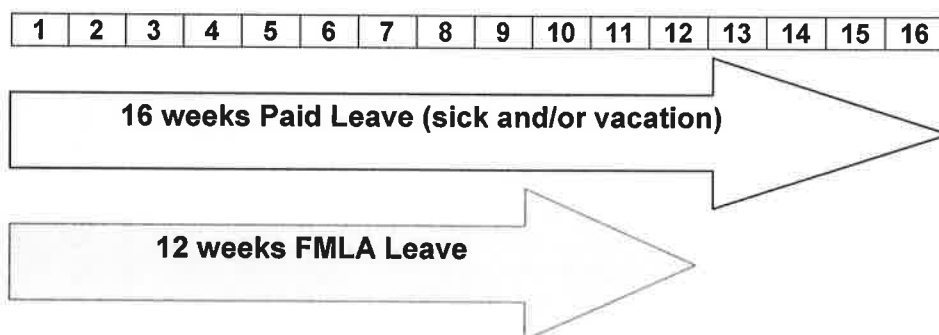 1 2 3 4 5 6 7 8 9 10 11 12 13 14 15 16
16 weeks Paid Leave (sick and/or vacation)
12 weeks FMLA Leave